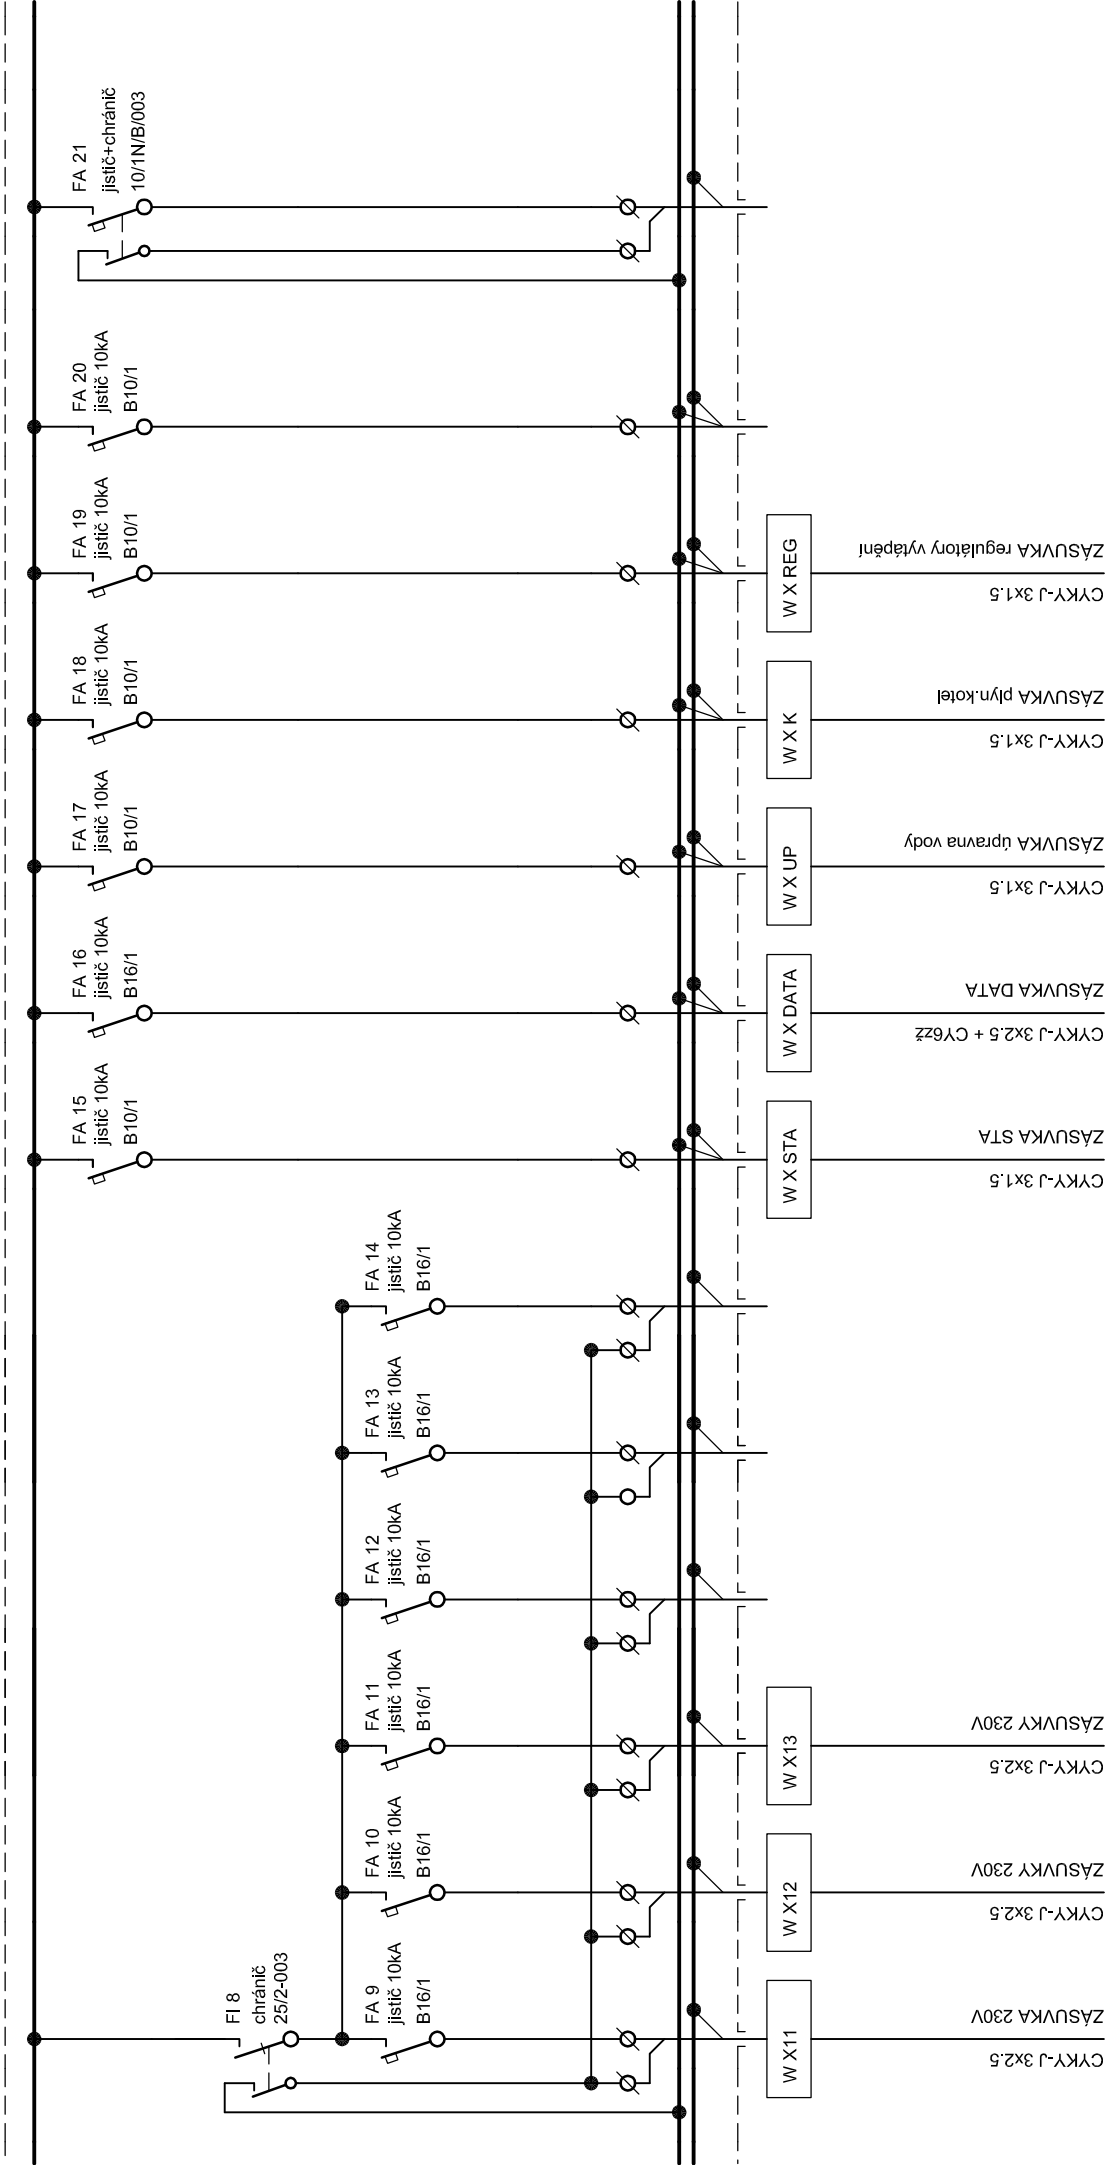 FI 8
chránič
25/2-003
FA 9
jistič 10kA
B16/1
W X11
ZÁSUVKA 230V
CYKY-J 3x2.5
FA 10
jistič 10kA
B16/1
W X12
ZÁSUVKY 230V
CYKY-J 3x2.5
FA 11
jistič 10kA
B16/1
W X13
ZÁSUVKY 230V
CYKY-J 3x2.5
FA 12
jistič 10kA
B16/1
FA 13
jistič 10kA
B16/1
FA 14
jistič 10kA
B16/1
FA 15
jistič 10kA
B10/1
W X STA
ZÁSUVKA STA
CYKY-J 3x1.5
FA 16
jistič 10kA
B16/1
W X DATA
ZÁSUVKA DATA
CYKY-J 3x2.5 + CY6zž
FA 17
jistič 10kA
B10/1
W X UP
ZÁSUVKA úpravna vody
CYKY-J 3x1.5
FA 18
jistič 10kA
B10/1
W X K
ZÁSUVKA plyn.kotel
CYKY-J 3x1.5
FA 19
jistič 10kA
B10/1
W X REG
ZÁSUVKA regulátory vytápění
CYKY-J 3x1.5
FA 20
jistič 10kA
B10/1
FA 21
jistič+chránič
10/1N/B/003